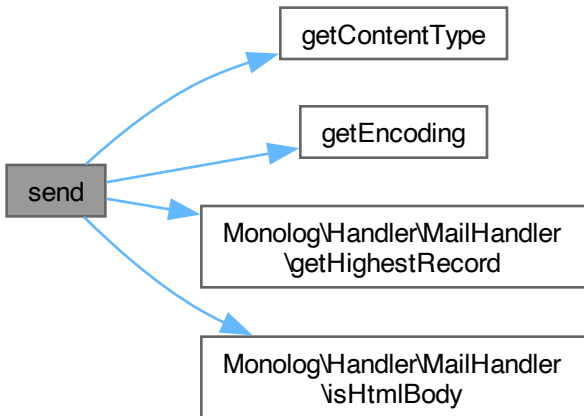 getContentType
getEncoding
send
Monolog\Handler\MailHandler
\getHighestRecord
Monolog\Handler\MailHandler
\isHtmlBody